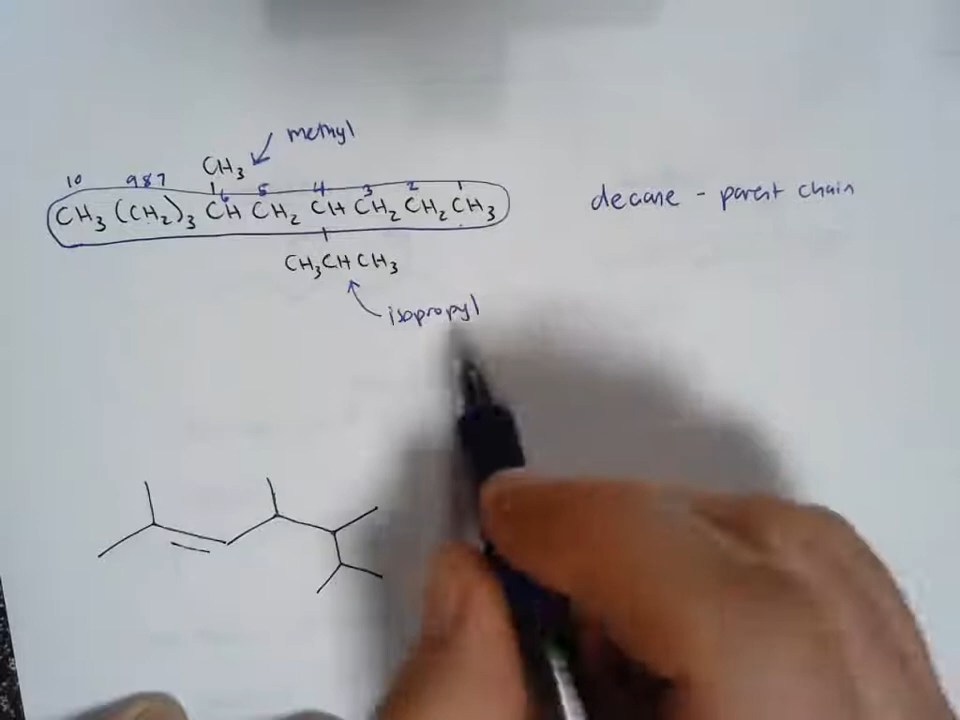 methyl
CH3
10 987 6 5 4 3 2 1
CH3 (CH2)3 CH CH2 CH CH2 CH2 CH3
decane - parent chain
CH3CHCH3
isopropyl